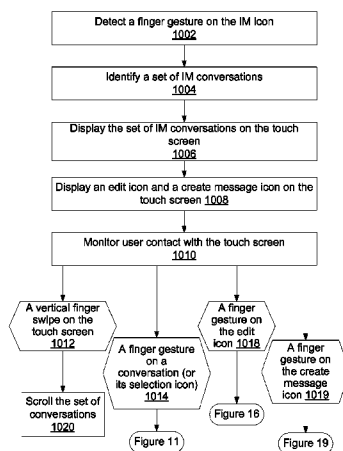 Detect a finger gesture on the IM Icon
1002
Identify a set of IM conversations
1004
Display the set of IM conversations on the touch
screen
1006
Display an edit icon and a create message icon on the
touch screen 1008
Monitor user contact with the touch screen
1010
A vertical finger
swipe on the
touch screen
1012
A finger gesture
on a
conversation (or
its selection icon)
1014
A finger
gesture on
the edit
icon 1018
A finger
gesture on
the create
message
icon 1019
Scroll the set of
conversations
1020
Figure 11
Figure 16
Figure 19